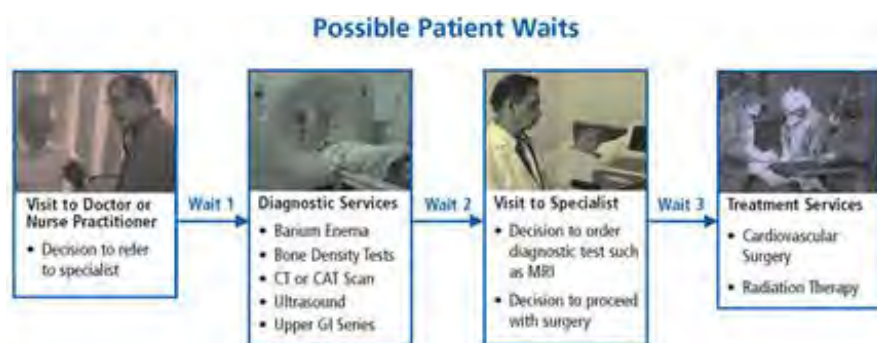 Possible Patient Waits
Visit to Doctor or
Nurse Practitioner
• Decision to refer
to specialist
Wait 1
Diagnostic Services
• Barium Enema
• Bone Density Tests
• CT or CAT Scan
• Ultrasound
• Upper GI Series
Wait 2
Visit to Specialist
• Decision to order
diagnostic test such
as MRI
• Decision to proceed
with surgery
Wait 3
Treatment Services
• Cardiovascular
Surgery
• Radiation Therapy